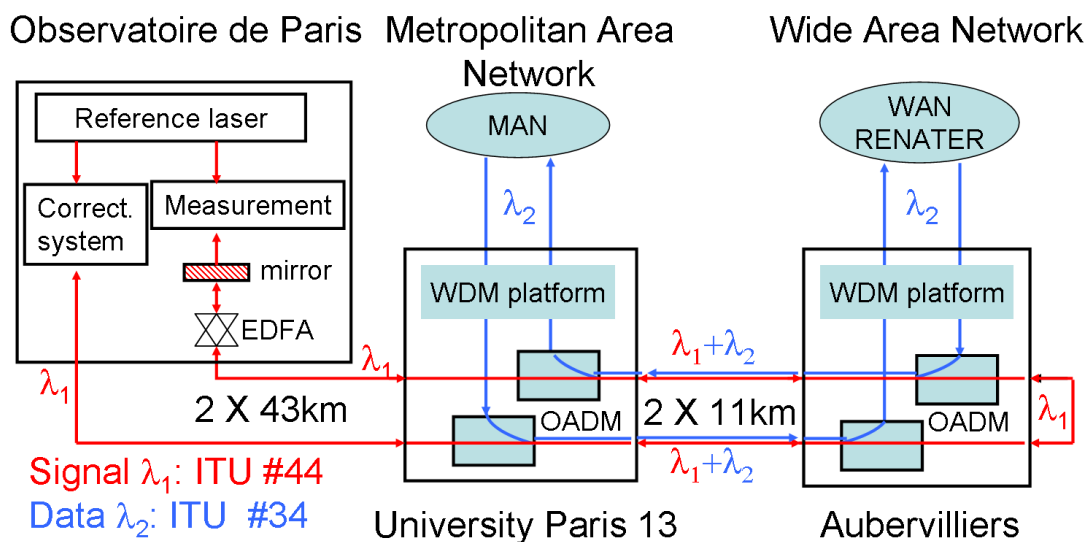 Observatoire de Paris
Metropolitan Area
Network
Wide Area Network
Reference laser
Correct.
system
Measurement
mirror
EDFA
MAN
WAN
RENATER
λ2
λ2
WDM platform
WDM platform
λ1
λ1
λ1+λ2
λ1
2 X 43km
OADM
2 X 11km
OADM
λ1+λ2
Signal λ1: ITU #44
Data λ2: ITU #34
University Paris 13
Aubervilliers